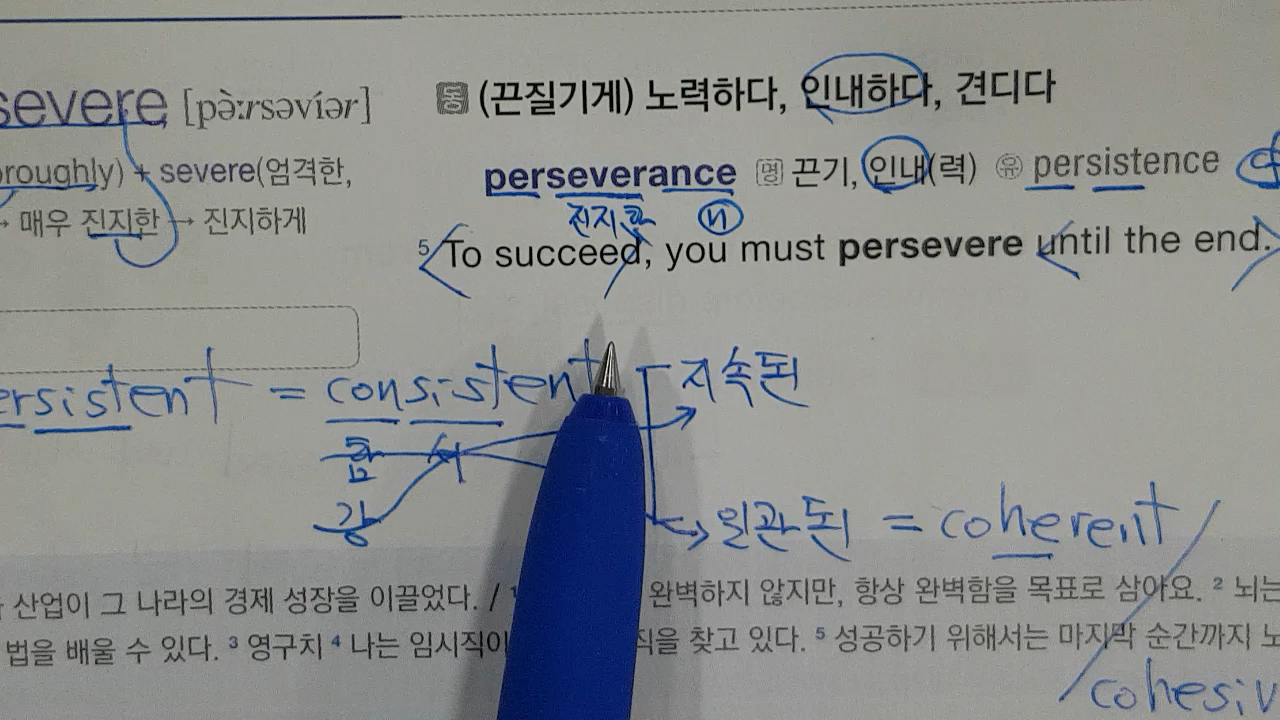 severe [pə̀ːrsəvíər] 동 (끈질기게) 노력하다, 인내하다, 견디다
roughly) + severe(엄격한,
perseverance 명 끈기, 인내(력) 유 persistence
→ 매우 진지한 → 진지하게
진지함 n
5 To succeed, you must persevere until the end.
ersistent = consistent 지속된
함 서
강
일관된 = coherent
산업이 그 나라의 경제 성장을 이끌었다. / 완벽하지 않지만, 항상 완벽함을 목표로 삼아요. 2 뇌는
법을 배울 수 있다. 3 영구치 4 나는 임시직이 직을 찾고 있다. 5 성공하기 위해서는 마지막 순간까지 노
cohesiv